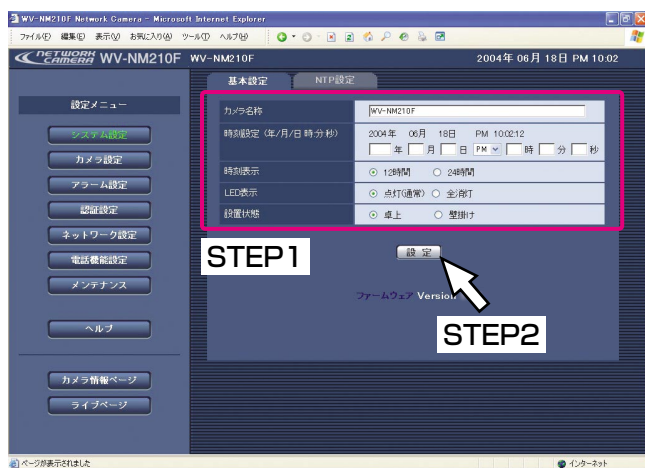 WV-NM210F Network Camera - Microsoft Internet Explorer
ファイル(F) 編集(E) 表示(V) お気に入り(A) ツール(T) ヘルプ(H)
NETWORK CAMERA WV-NM210F WV-NM210F 2004年 06月 18日 PM 10:02
基本設定 NTP設定
設定メニュー
システム設定
カメラ設定
アラーム設定
認証設定
ネットワーク設定
電話機能設定
メンテナンス
ヘルプ
カメラ情報ページ
ライブページ
カメラ名称 WV-NM210F
時刻設定 (年/月/日 時:分:秒) 2004年 06月 18日 PM 10:02:12
年 月 日 PM 時 分 秒
時刻表示 12時間 24時間
LED表示 点灯(通常) 全消灯
設置状態 卓上 壁掛け
STEP1
設 定
ファームウェア Version
STEP2
ページが表示されました インターネット